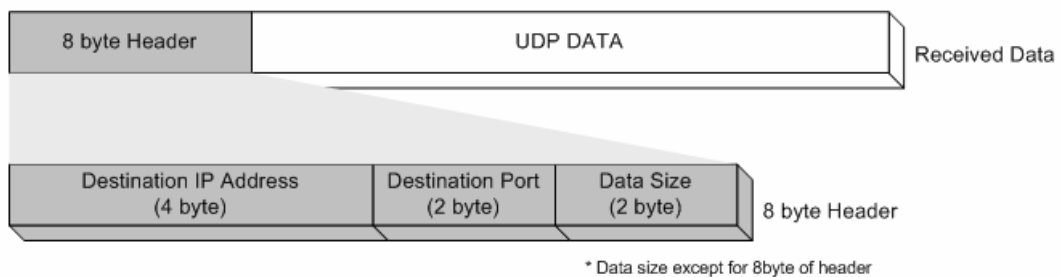 8 byte Header
UDP DATA
Received Data
Destination IP Address
(4 byte)
Destination Port
(2 byte)
Data Size
(2 byte)
8 byte Header
* Data size except for 8byte of header